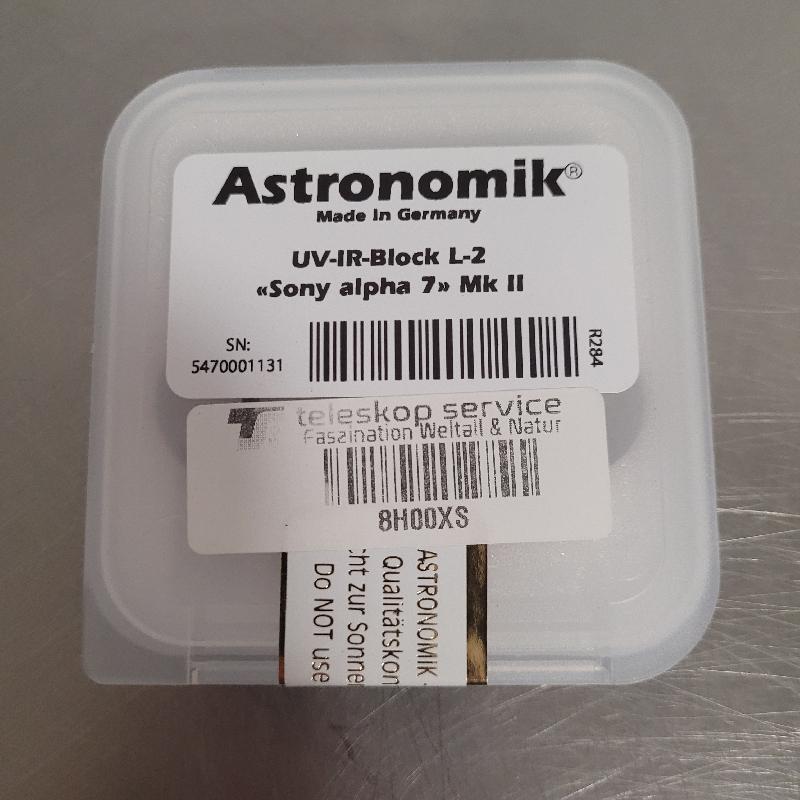 Astronomik®
Made in Germany
UV-IR-Block L-2
«Sony alpha 7» Mk II
SN:
5470001131
R284
teleskop service
Faszination Weltall & Natur
8H00XS
ASTRONOMIK
Qualitätskon
cht zur Sonne
Do NOT use